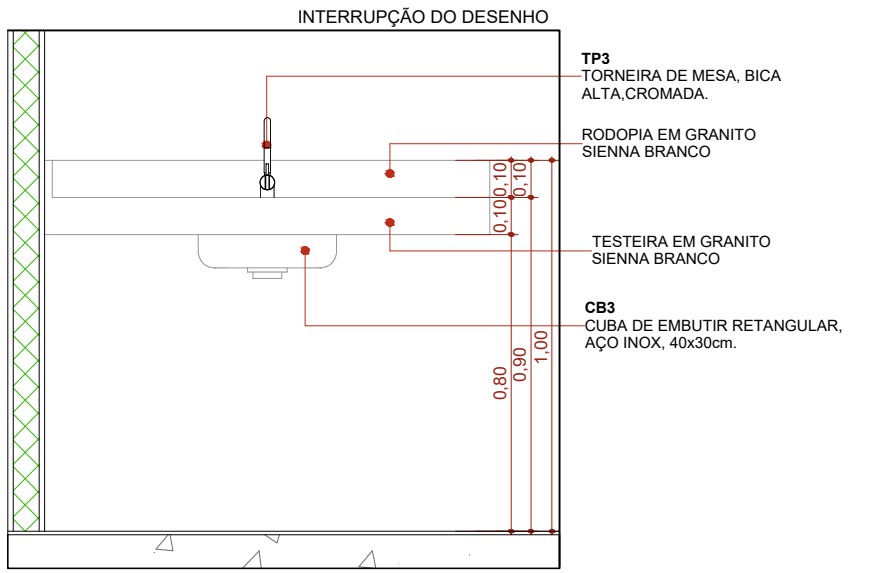 INTERRUPÇÃO DO DESENHO
TP3
TORNEIRA DE MESA, BICA
ALTA,CROMADA.
RODOPIA EM GRANITO
SIENNA BRANCO
0,10
0,10
0,10
TESTEIRA EM GRANITO
SIENNA BRANCO
CB3
CUBA DE EMBUTIR RETANGULAR,
AÇO INOX, 40x30cm.
0,80
0,90
1,00